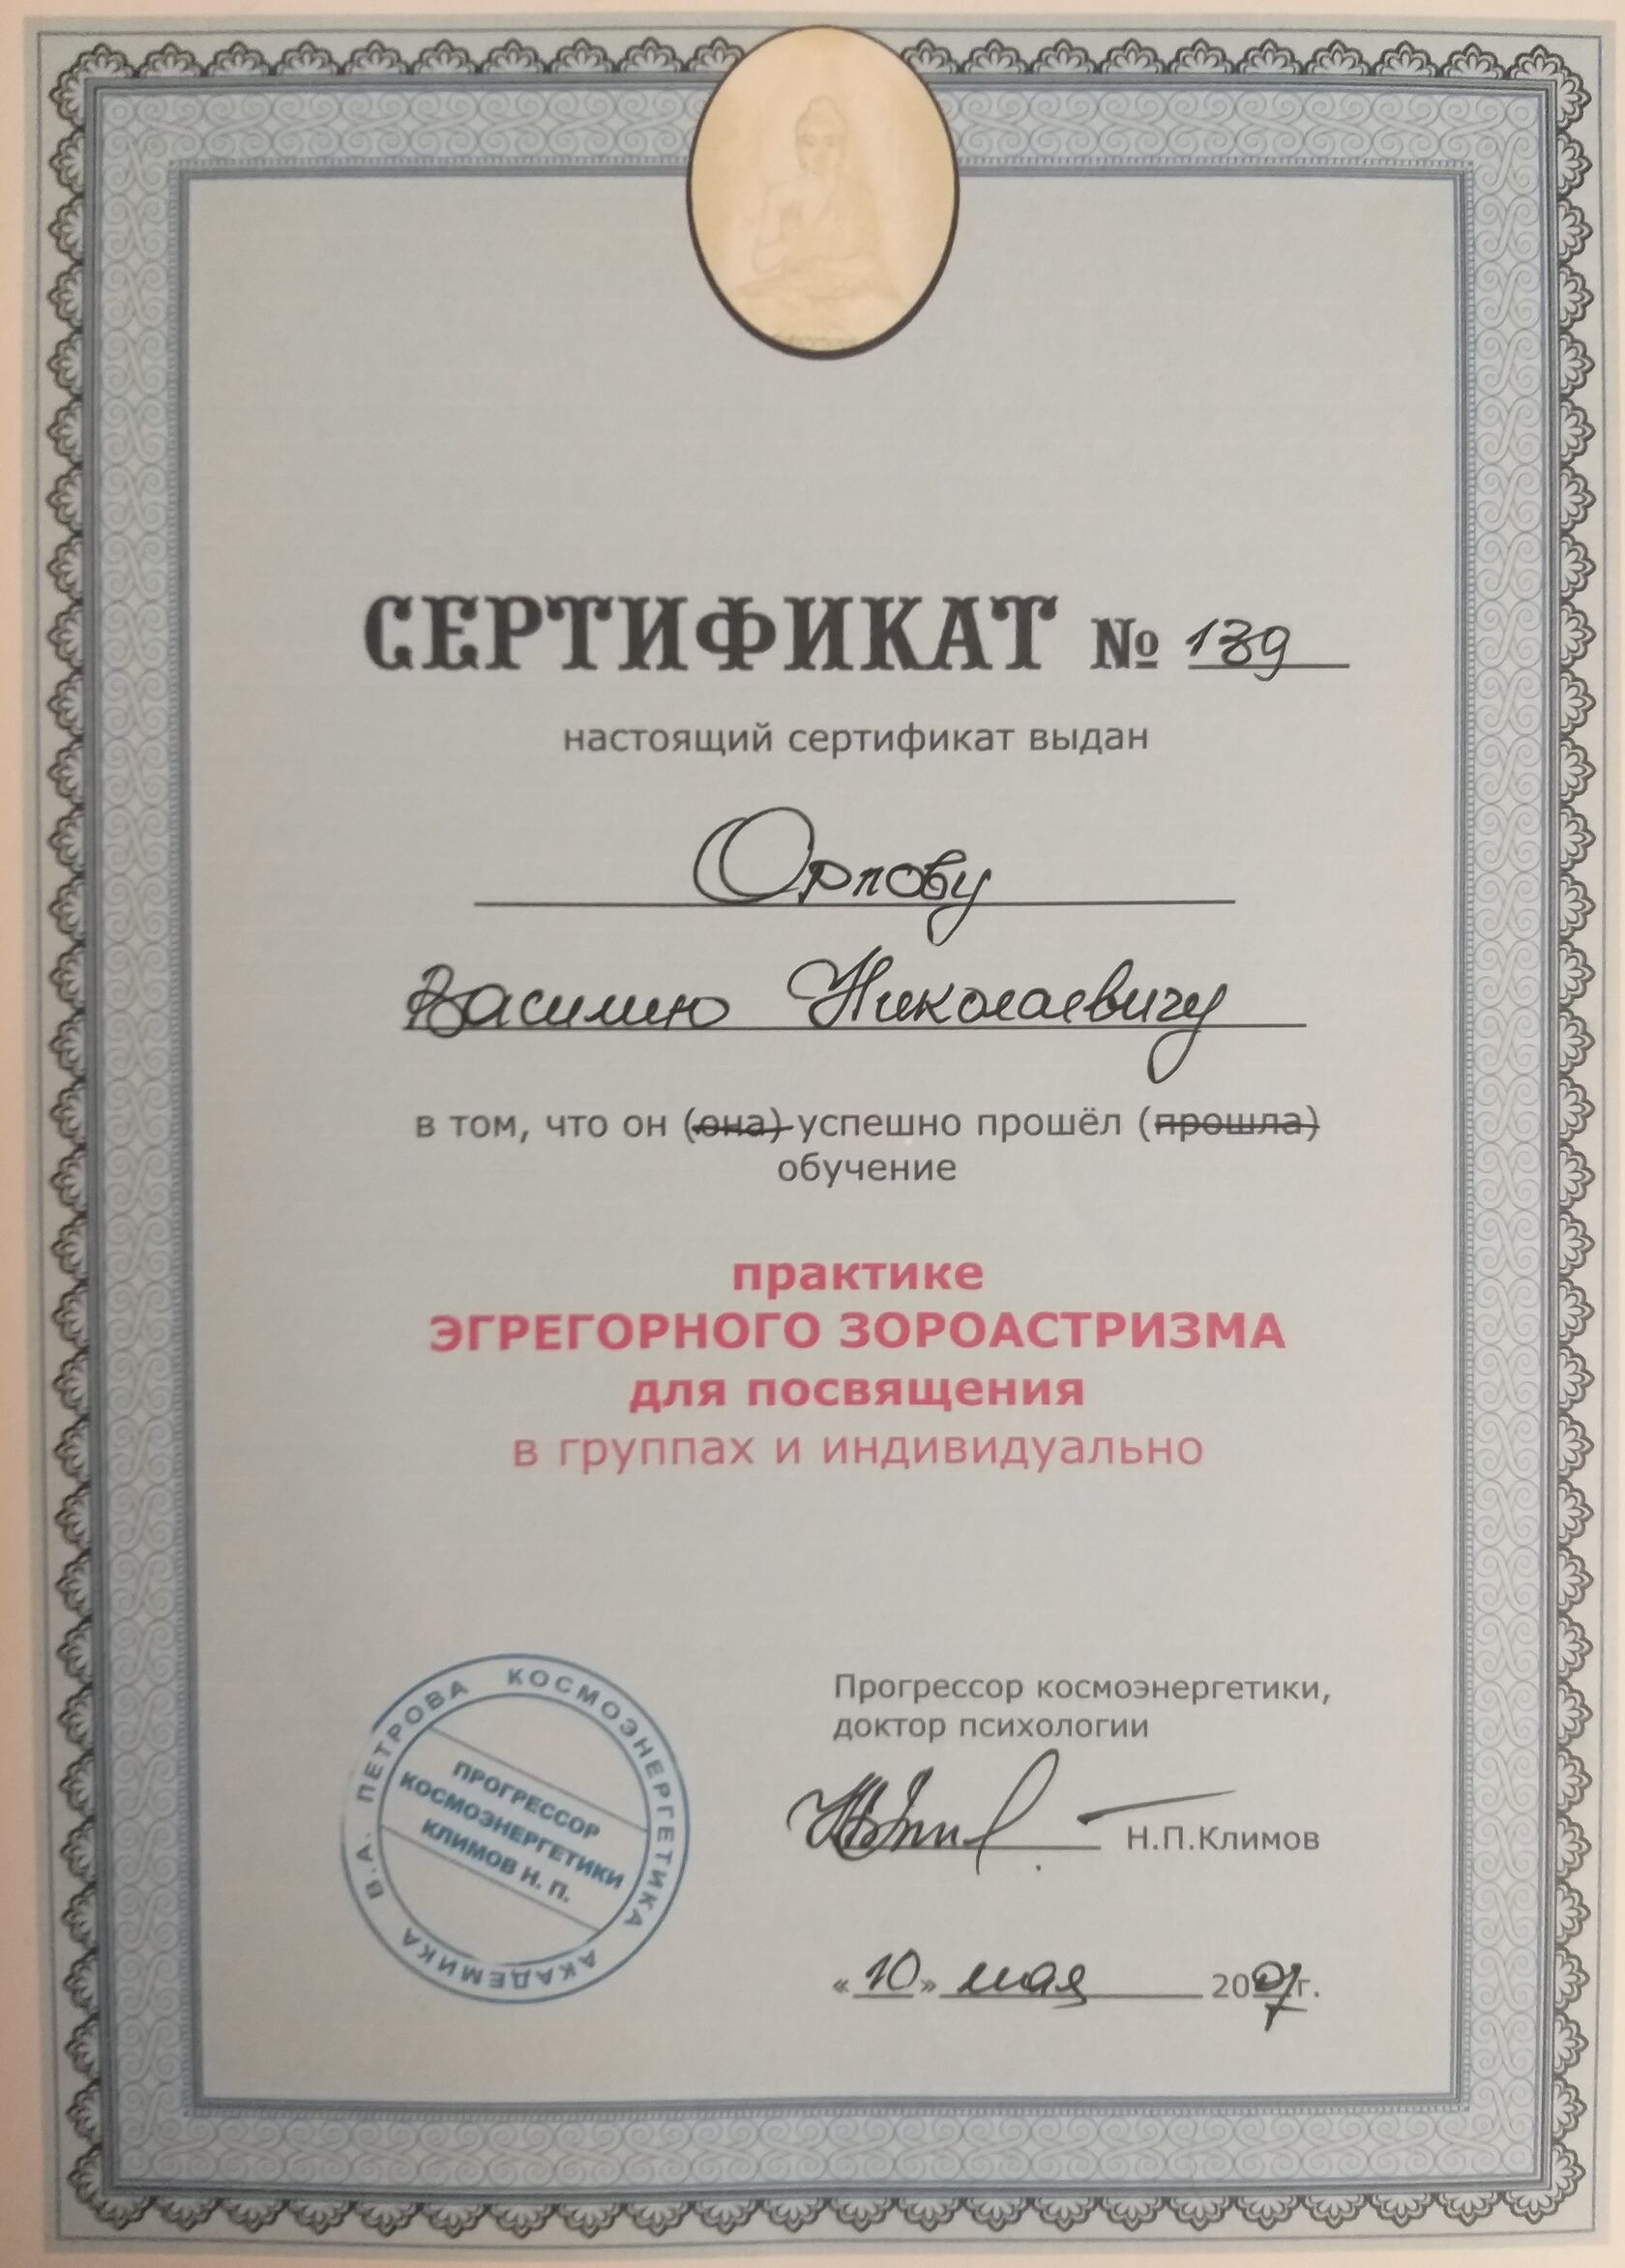 СЕРТИФИКАТ № 139
настоящий сертификат выдан
Орлову
Василию Николаевичу
в том, что он (она) успешно прошёл (прошла)
обучение
практике
ЭГРЕГОРНОГО ЗОРОАСТРИЗМА
для посвящения
в группах и индивидуально
Прогрессор космоэнергетики,
доктор психологии
Н.П.Климов
«10» мая 2007г.
КОСМОЭНЕРГЕТИКА АКАДЕМИКА В.А. ПЕТРОВА
ПРОГРЕССОР
КОСМОЭНЕРГЕТИКИ
КЛИМОВ Н. П.